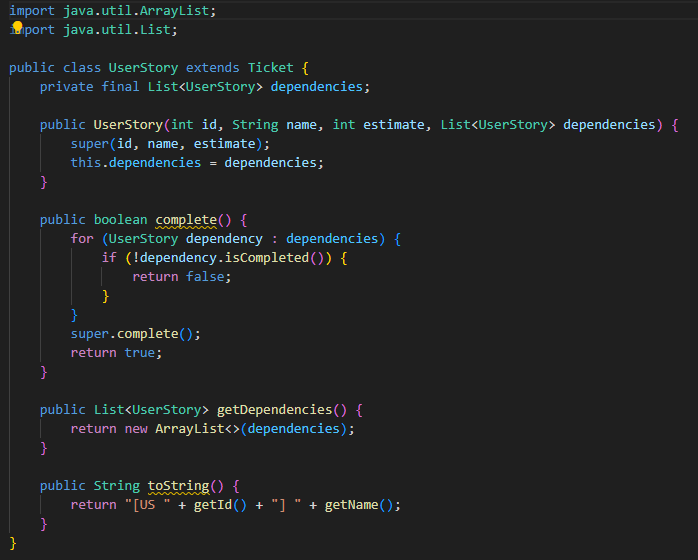 import java.util.ArrayList;
import java.util.List;

public class UserStory extends Ticket {
    private final List<UserStory> dependencies;

    public UserStory(int id, String name, int estimate, List<UserStory> dependencies) {
        super(id, name, estimate);
        this.dependencies = dependencies;
    }

    public boolean complete() {
        for (UserStory dependency : dependencies) {
            if (!dependency.isCompleted()) {
                return false;
            }
        }
        super.complete();
        return true;
    }

    public List<UserStory> getDependencies() {
        return new ArrayList<>(dependencies);
    }

    public String toString() {
        return "[US " + getId() + "] " + getName();
    }
}